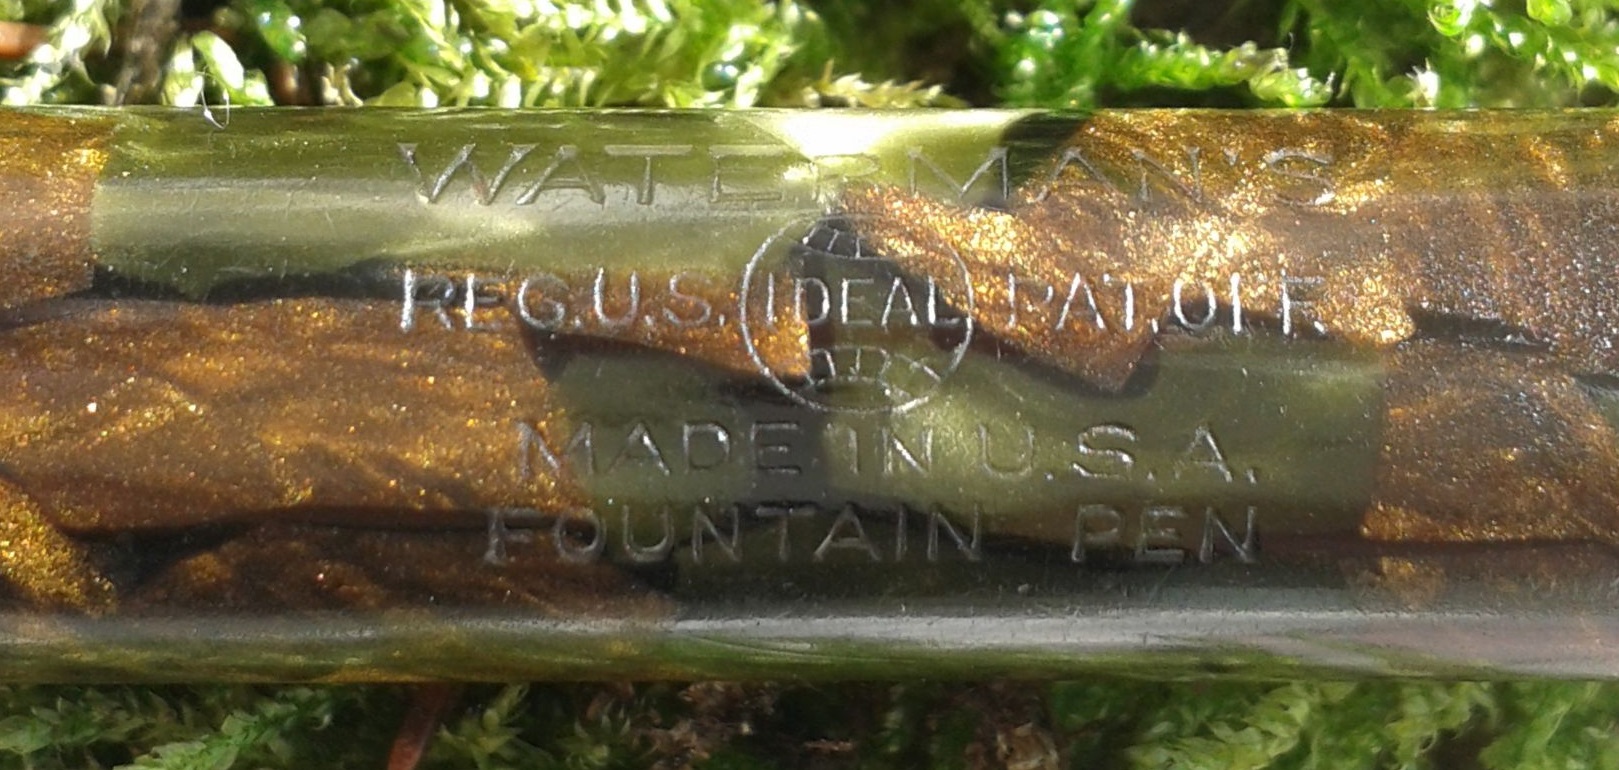 WATERMAN'S
REG.U.S. IDEAL PAT.OFF.
MADE IN U.S.A.
FOUNTAIN PEN